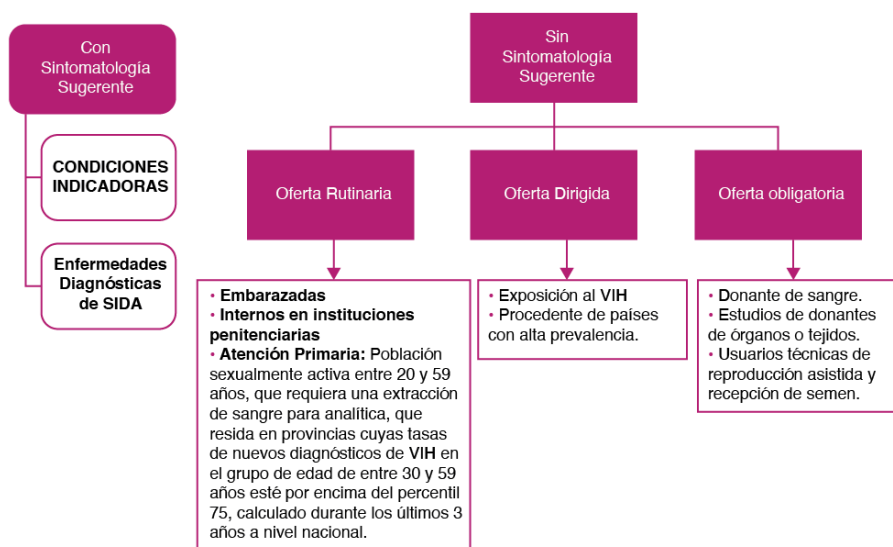 Con
Sintomatología
Sugerente
CONDICIONES
INDICADORAS
Enfermedades
Diagnósticas
de SIDA
Sin
Sintomatología
Sugerente
Oferta Rutinaria
Oferta Dirigida
Oferta obligatoria
• Embarazadas
• Internos en instituciones
penitenciarias
• Atención Primaria: Población
sexualmente activa entre 20 y 59
años, que requiera una extracción
de sangre para analítica, que
resida en provincias cuyas tasas
de nuevos diagnósticos de VIH en
el grupo de edad de entre 30 y 59
años esté por encima del percentil
75, calculado durante los últimos 3
años a nivel nacional.
• Exposición al VIH
• Procedente de países
con alta prevalencia.
• Donante de sangre.
• Estudios de donantes
de órganos o tejidos.
• Usuarios técnicas de
reproducción asistida y
recepción de semen.